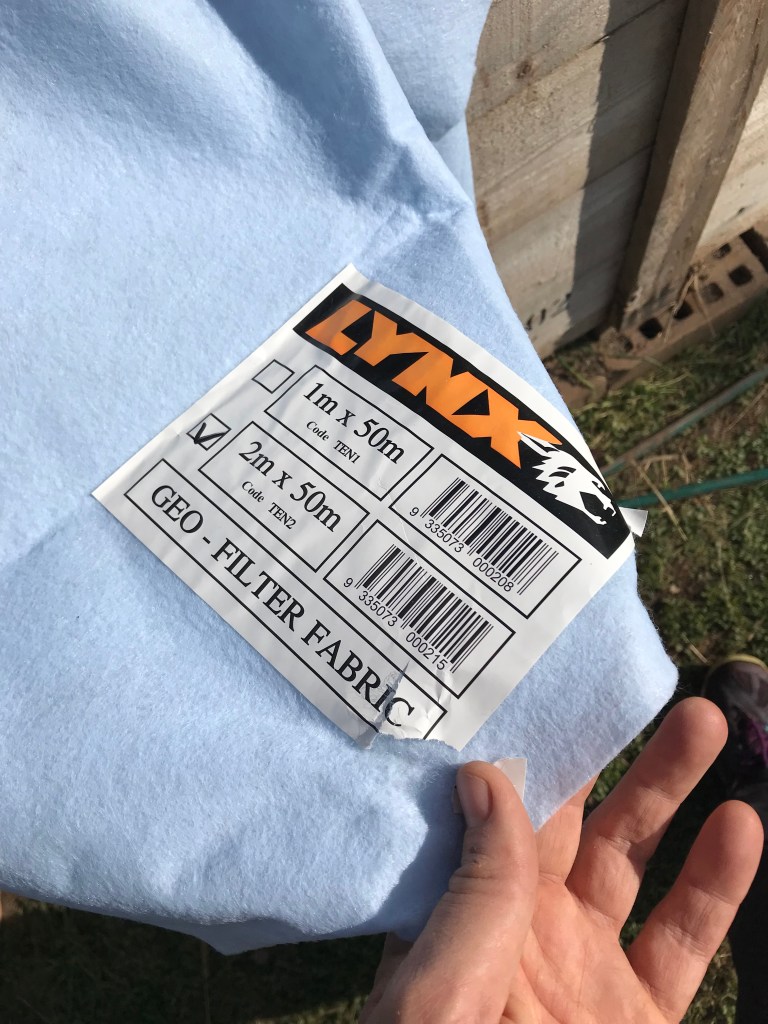 LYNX
1m x 50m
Code TEN1
9 335073 000208
2m x 50m
Code TEN2
9 335073 000215
GEO - FILTER FABRIC